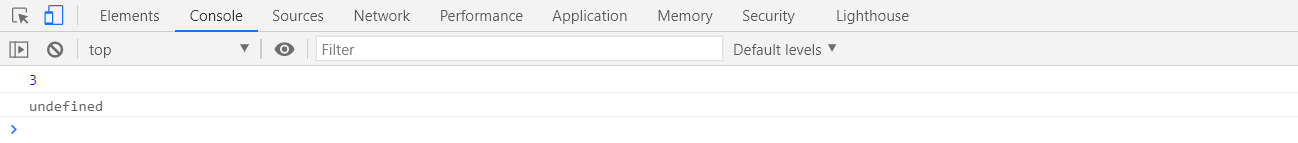 Elements Console Sources Network Performance Application Memory Security Lighthouse
top Filter Default levels
3
undefined